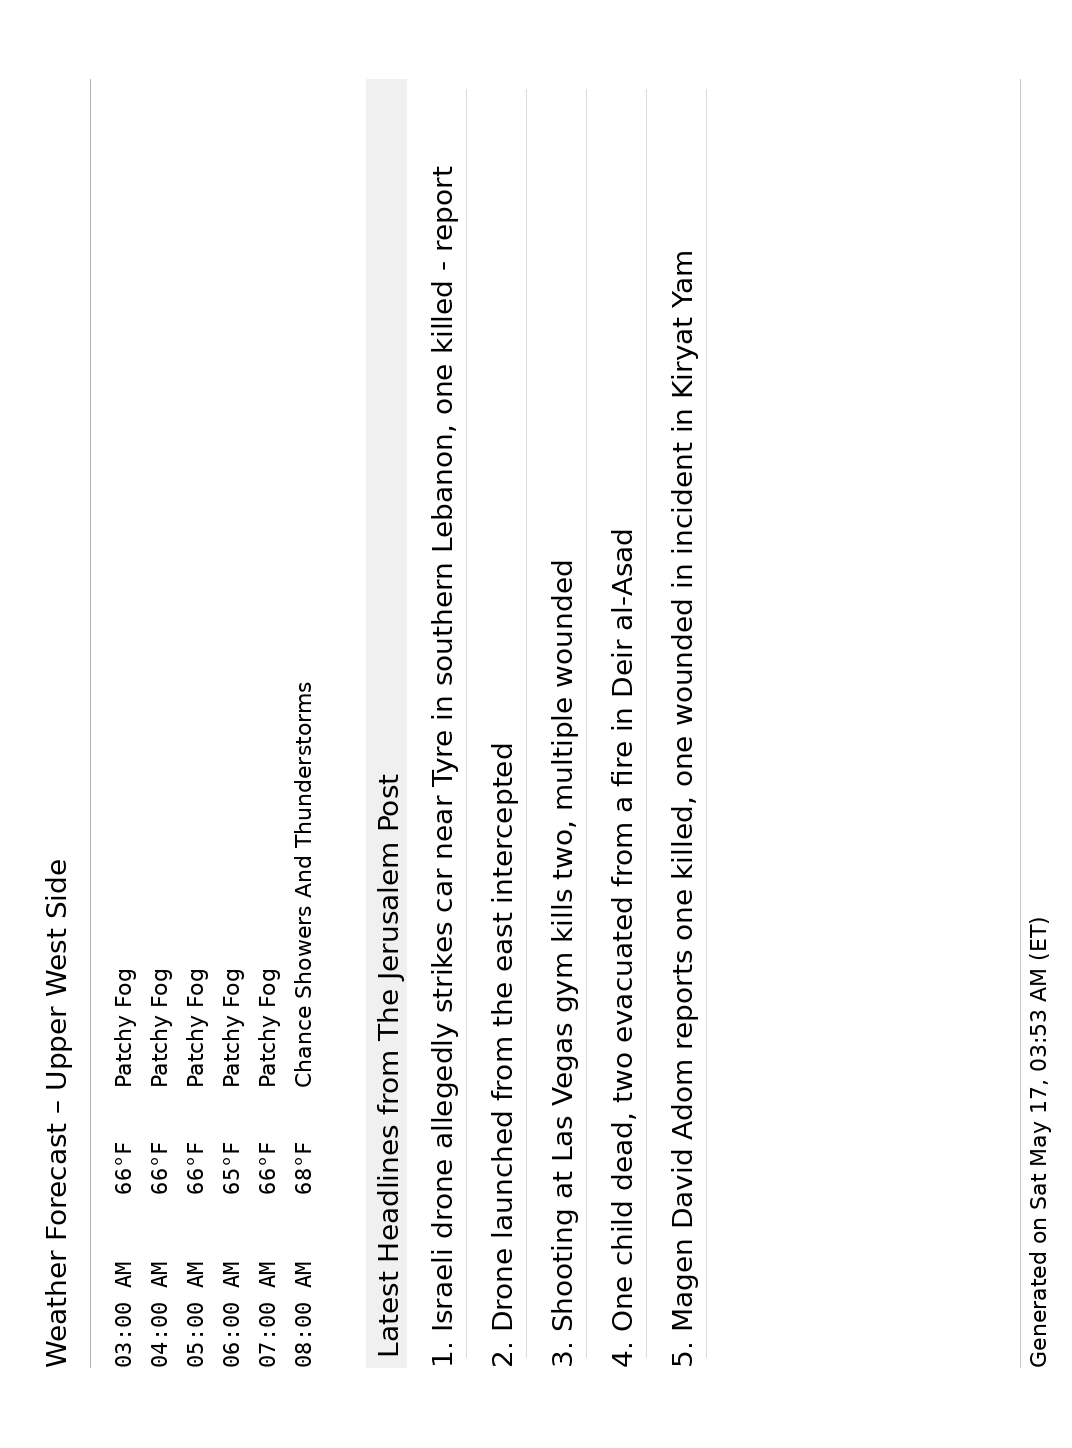 Weather Forecast – Upper West Side
03:00 AM 66°F Patchy Fog
04:00 AM 66°F Patchy Fog
05:00 AM 66°F Patchy Fog
06:00 AM 65°F Patchy Fog
07:00 AM 66°F Patchy Fog
08:00 AM 68°F Chance Showers And Thunderstorms
Latest Headlines from The Jerusalem Post
1. Israeli drone allegedly strikes car near Tyre in southern Lebanon, one killed - report
2. Drone launched from the east intercepted
3. Shooting at Las Vegas gym kills two, multiple wounded
4. One child dead, two evacuated from a fire in Deir al-Asad
5. Magen David Adom reports one killed, one wounded in incident in Kiryat Yam
Generated on Sat May 17, 03:53 AM (ET)